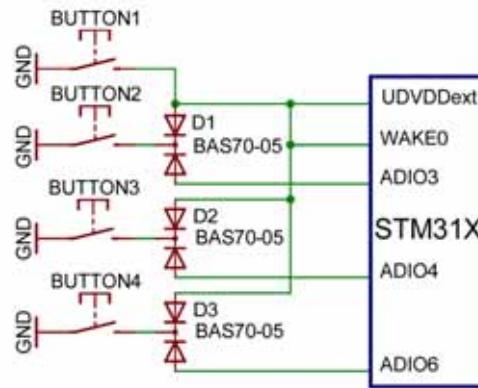 BUTTON1
GND
BUTTON2
GND
D1
BAS70-05
BUTTON3
GND
D2
BAS70-05
BUTTON4
GND
D3
BAS70-05
UDVDDext
WAKE0
ADIO3
STM31X
ADIO4
ADIO6